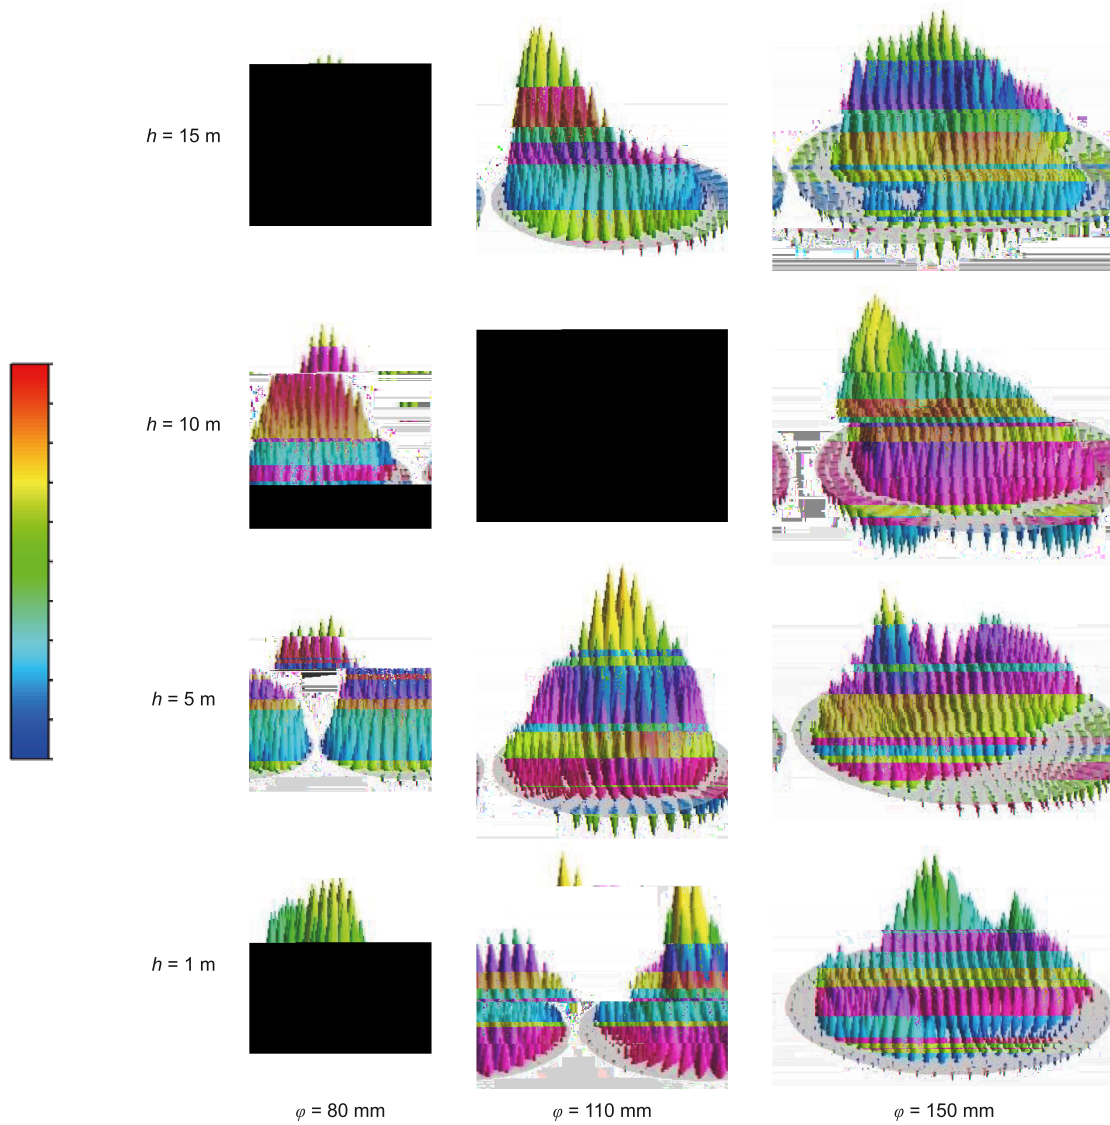 h = 15 m
h = 10 m
h = 5 m
h = 1 m
φ = 80 mm
φ = 110 mm
φ = 150 mm